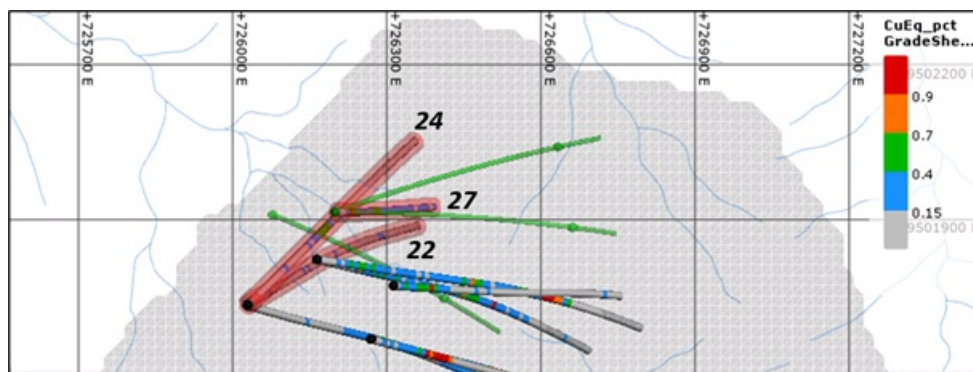 +725700 E
+726000 E
+726300 E
+726600 E
+726900 E
+727200 E
CuEq_pct
GradeShe...
9502200
0.9
0.7
0.4
0.15
9501900
24
27
22